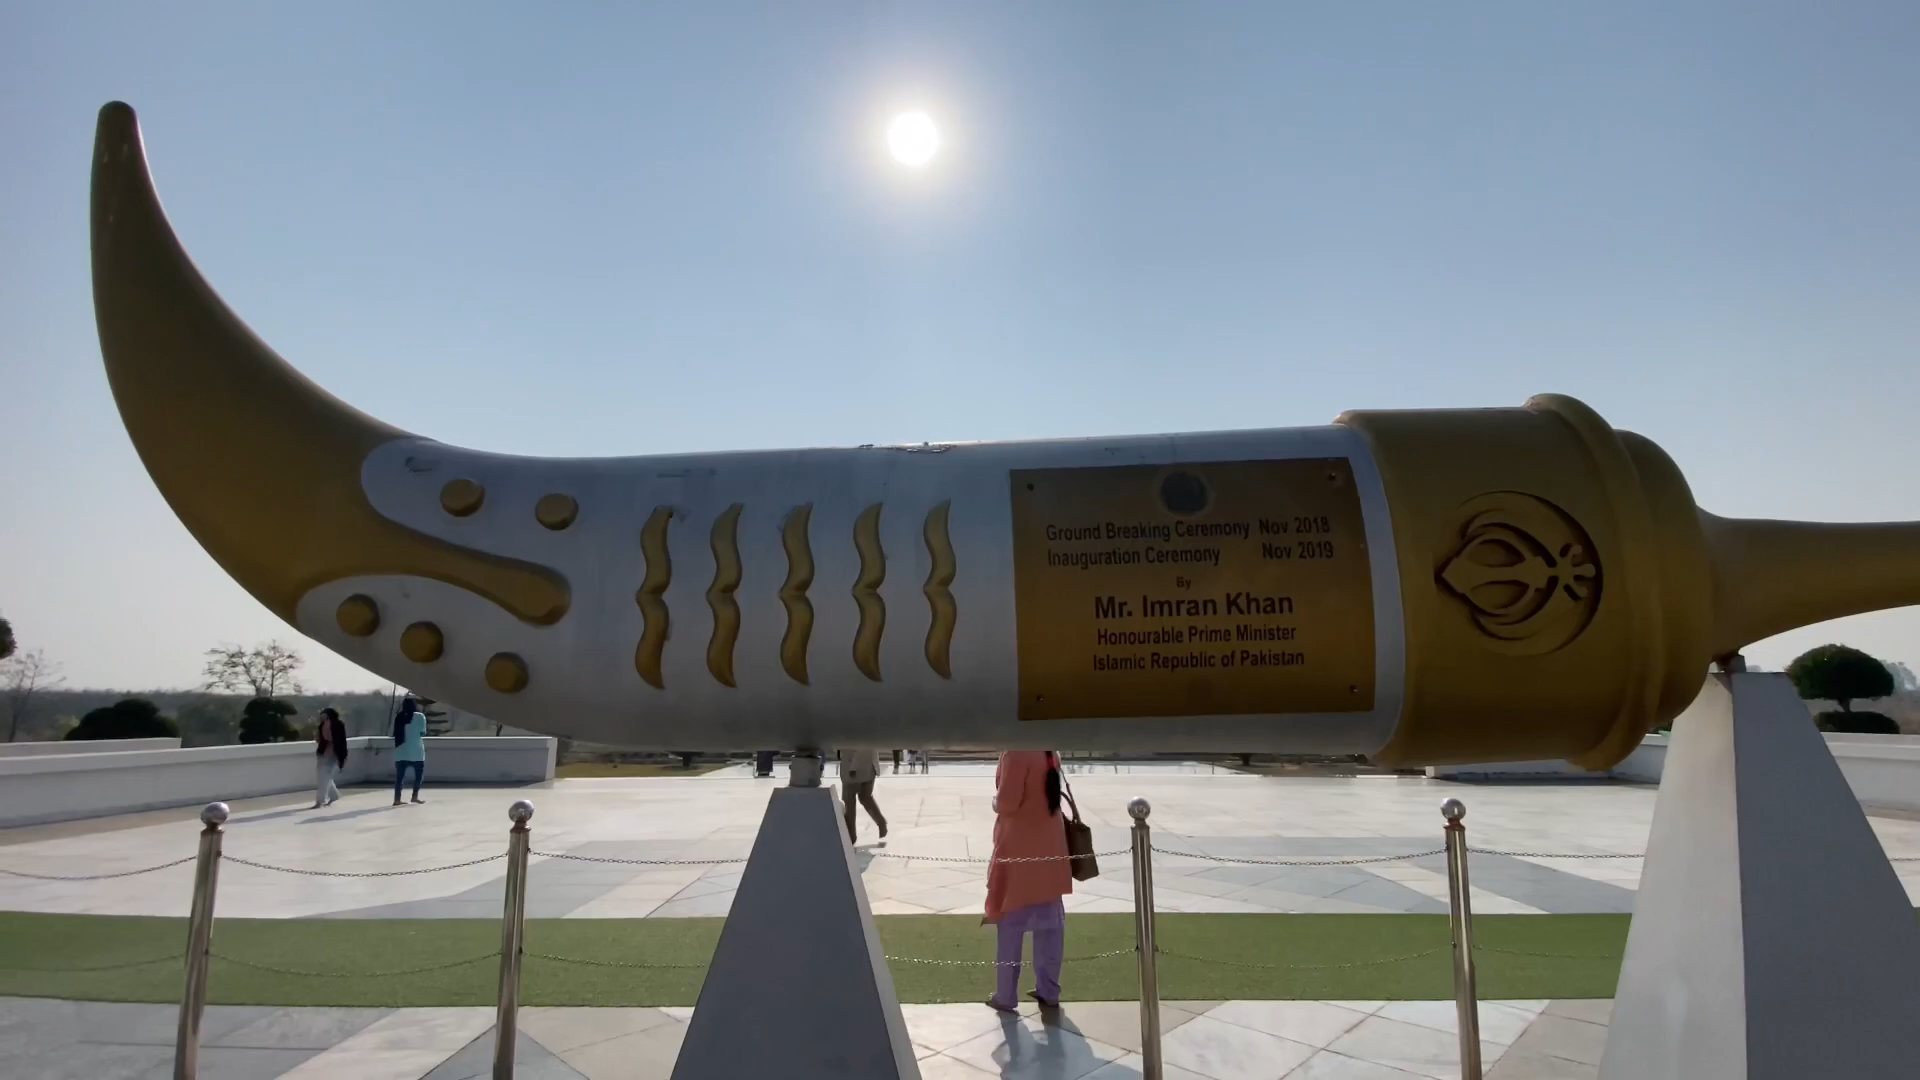 Ground Breaking Ceremony Nov 2018
Inauguration Ceremony Nov 2019
By
Mr. Imran Khan
Honourable Prime Minister
Islamic Republic of Pakistan